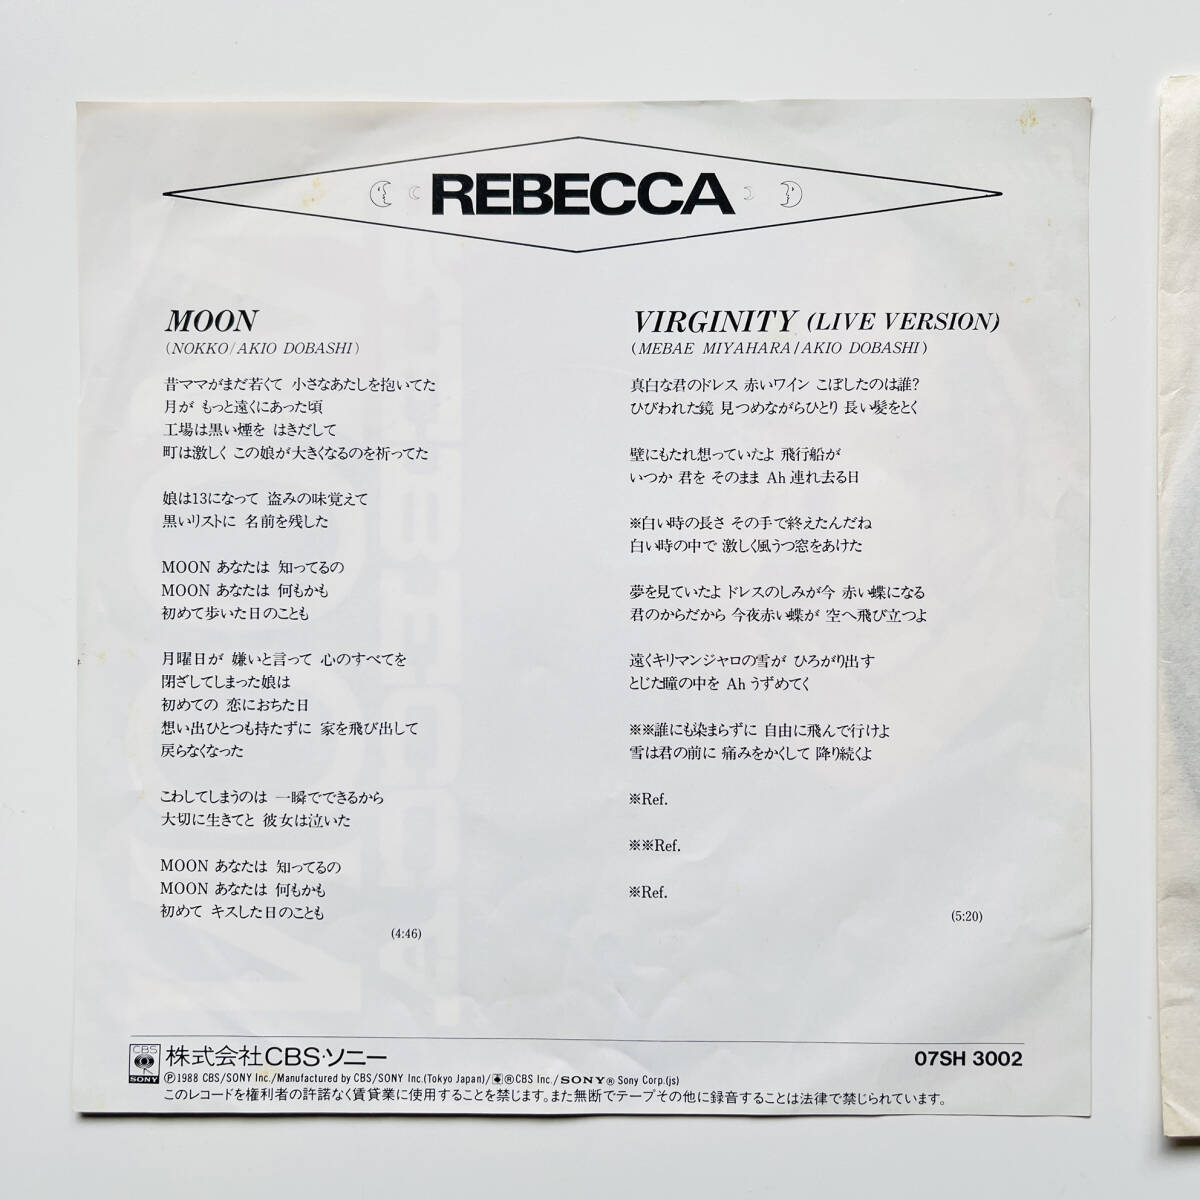 REBECCA
MOON
(NOKKO/AKIO DOBASHI)
昔ママがまだ若くて 小さなあたしを抱いてた
月が もっと遠くにあった頃
工場は黒い煙を はきだして
町は激しく この娘が大きくなるのを祈ってた
娘は13になって 盗みの味覚えて
黒いリストに 名前を残した
MOON あなたは 知ってるの
MOON あなたは 何もかも
初めて歩いた日のことも
月曜日が 嫌いと言って 心のすべてを
閉ざしてしまった娘は
初めての 恋におちた日
想い出ひとつも持たずに 家を飛び出して
戻らなくなった
こわしてしまうのは 一瞬でできるから
大切に生きてと 彼女は泣いた
MOON あなたは 知ってるの
MOON あなたは 何もかも
初めて キスした日のことも
(4:46)
VIRGINITY (LIVE VERSION)
(MEBAE MIYAHARA/AKIO DOBASHI)
真白な君のドレス 赤いワイン こぼしたのは誰?
ひびわれた鏡 見つめながらひとり 長い髪をとく
壁にもたれ想っていたよ 飛行船が
いつか 君を そのまま Ah 連れ去る日
※白い時の長さ その手で終えたんだね
白い時の中で 激しく風うつ窓をあけた
夢を見ていたよ ドレスのしみが今 赤い蝶になる
君のからだから 今夜赤い蝶が 空へ飛び立つよ
遠くキリマンジャロの雪が ひろがり出す
とじた瞳の中を Ah うずめてく
※※誰にも染まらずに 自由に飛んで行けよ
雪は君の前に 痛みをかくして 降り続くよ
※Ref.
※※Ref.
※Ref.
(5:20)
CBS
SONY
株式会社CBS・ソニー
07SH 3002
Ⓟ1988 CBS/SONY Inc./Manufactured by CBS/SONY Inc.(Tokyo Japan)/®CBS Inc./SONY® Sony Corp.(js)
このレコードを権利者の許諾なく賃貸業に使用することを禁じます。また無断でテープその他に録音することは法律で禁じられています。